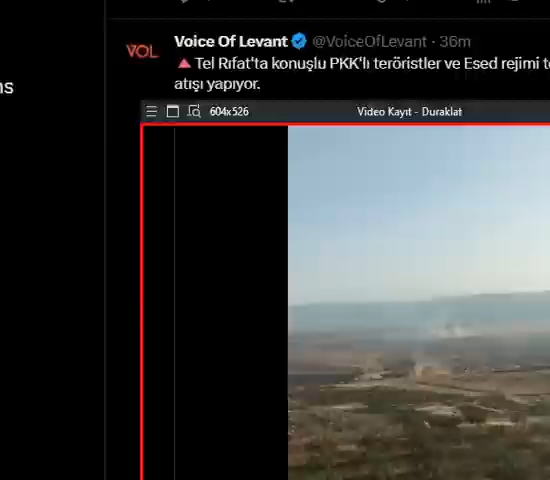 ns
VOL
Voice Of Levant @VoiceOfLevant · 36m
Tel Rıfat'ta konuşlu PKK'lı teröristler ve Esed rejimi
atışı yapıyor.
604x526
Video Kayıt - Duraklat